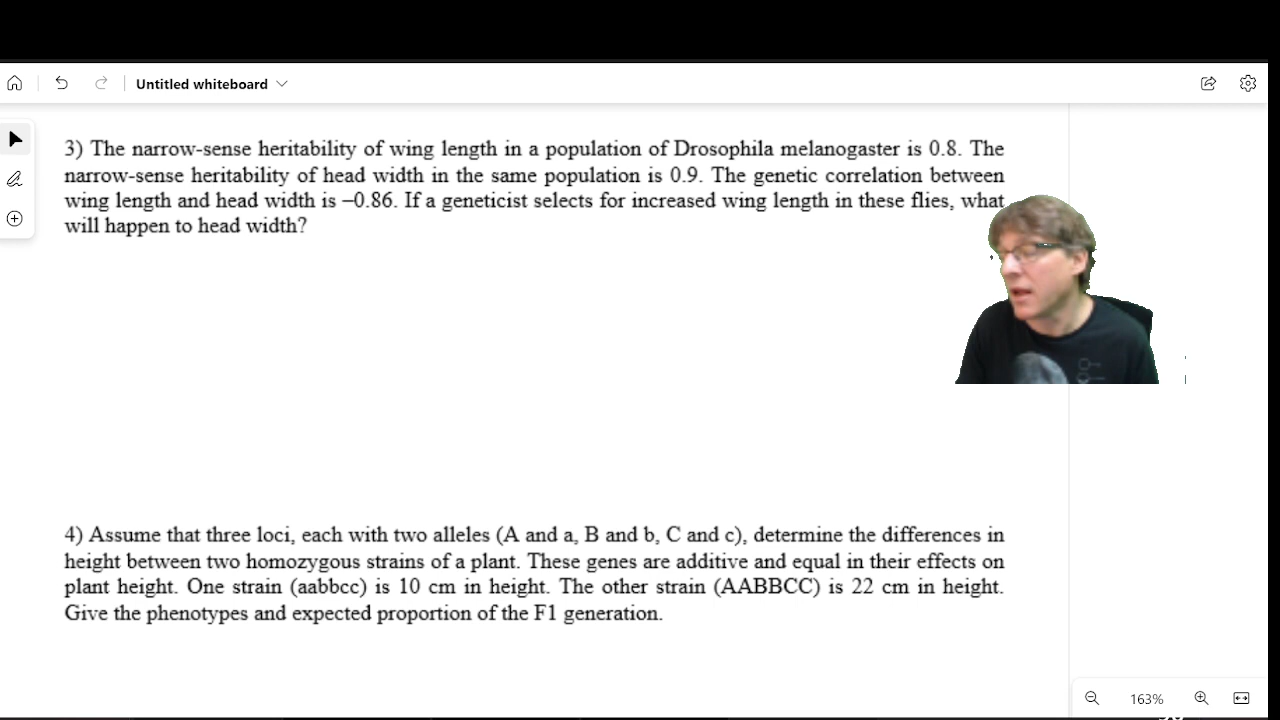 Untitled whiteboard
3) The narrow-sense heritability of wing length in a population of Drosophila melanogaster is 0.8. The
narrow-sense heritability of head width in the same population is 0.9. The genetic correlation between
wing length and head width is –0.86. If a geneticist selects for increased wing length in these flies, what
will happen to head width?
4) Assume that three loci, each with two alleles (A and a, B and b, C and c), determine the differences in
height between two homozygous strains of a plant. These genes are additive and equal in their effects on
plant height. One strain (aabbcc) is 10 cm in height. The other strain (AABBCC) is 22 cm in height.
Give the phenotypes and expected proportion of the F1 generation.
163%